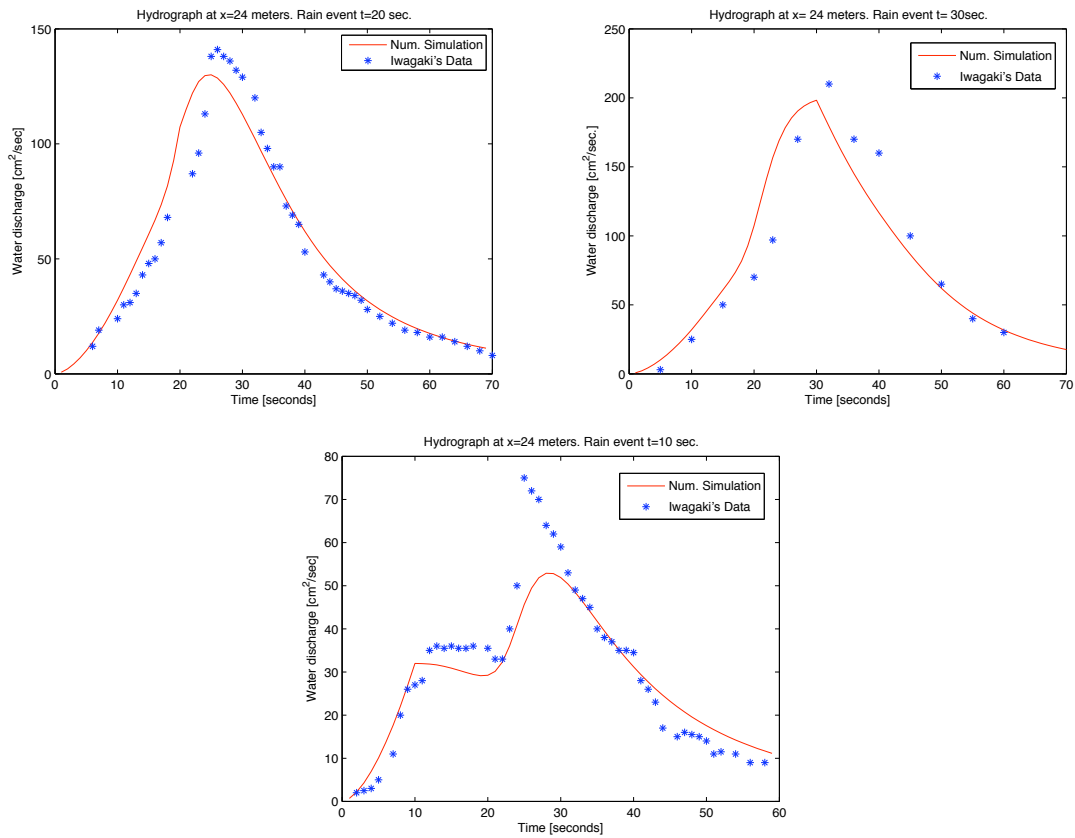 Hydrograph at x=24 meters. Rain event t=20 sec.
150
100
50
0
0 10 20 30 40 50 60 70
Water discharge [cm²/sec]
Time [seconds]
Num. Simulation
Iwagaki's Data
Hydrograph at x= 24 meters. Rain event t= 30sec.
250
200
150
100
50
0
0 10 20 30 40 50 60 70
Water discharge [cm²/sec.]
Time [seconds]
Num. Simulation
Iwagaki's Data
Hydrograph at x=24 meters. Rain event t=10 sec.
80
70
60
50
40
30
20
10
0
0 10 20 30 40 50 60
Water discharge [cm²/sec]
Time [seconds]
Num. Simulation
Iwagaki's Data